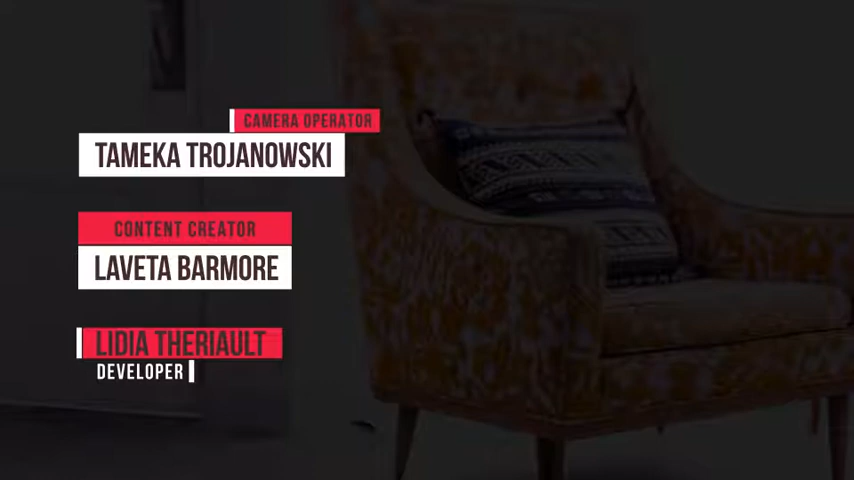 CAMERA OPERATOR
TAMEKA TROJANOWSKI
CONTENT CREATOR
LAVETA BARMORE
LIDIA THERIAULT
DEVELOPER